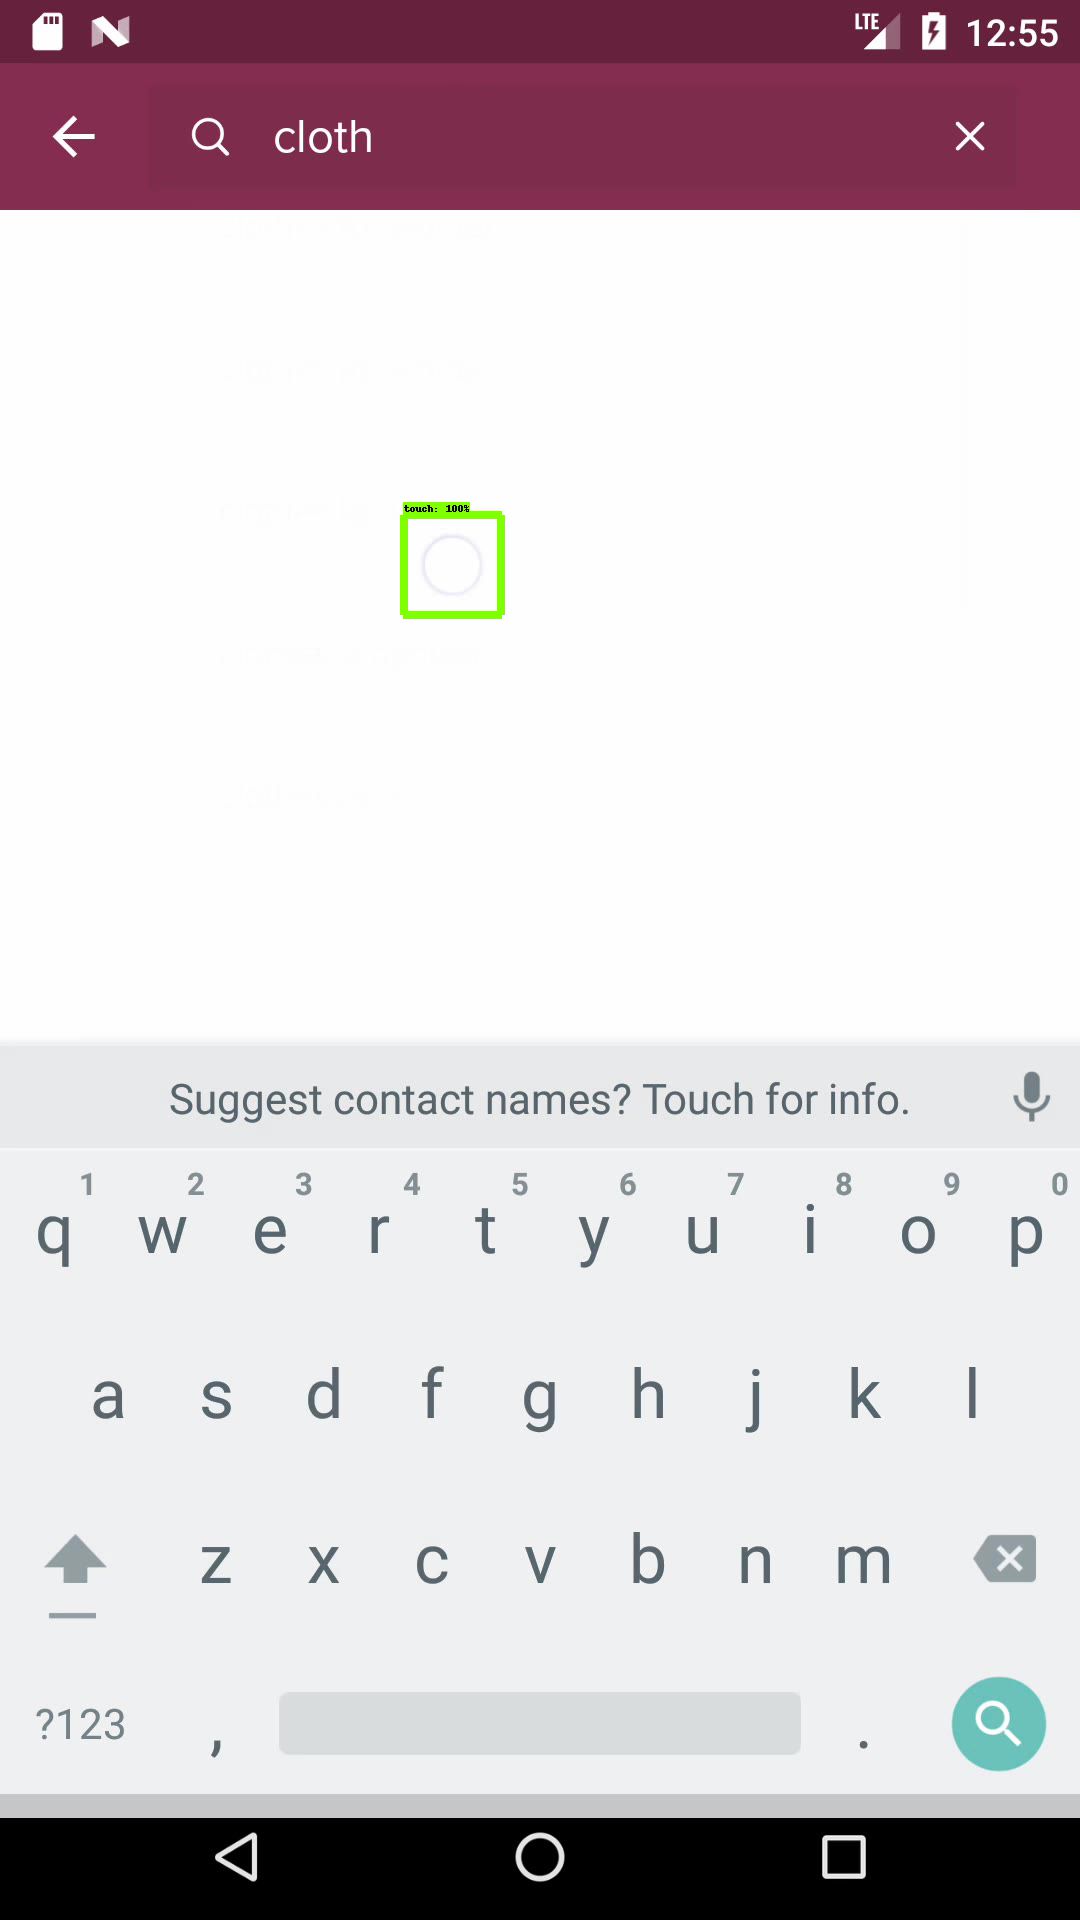 LTE 12:55
cloth
touch: 100%
Suggest contact names? Touch for info.
1 2 3 4 5 6 7 8 9 0
q w e r t y u i o p
a s d f g h j k l
z x c v b n m
?123 , .